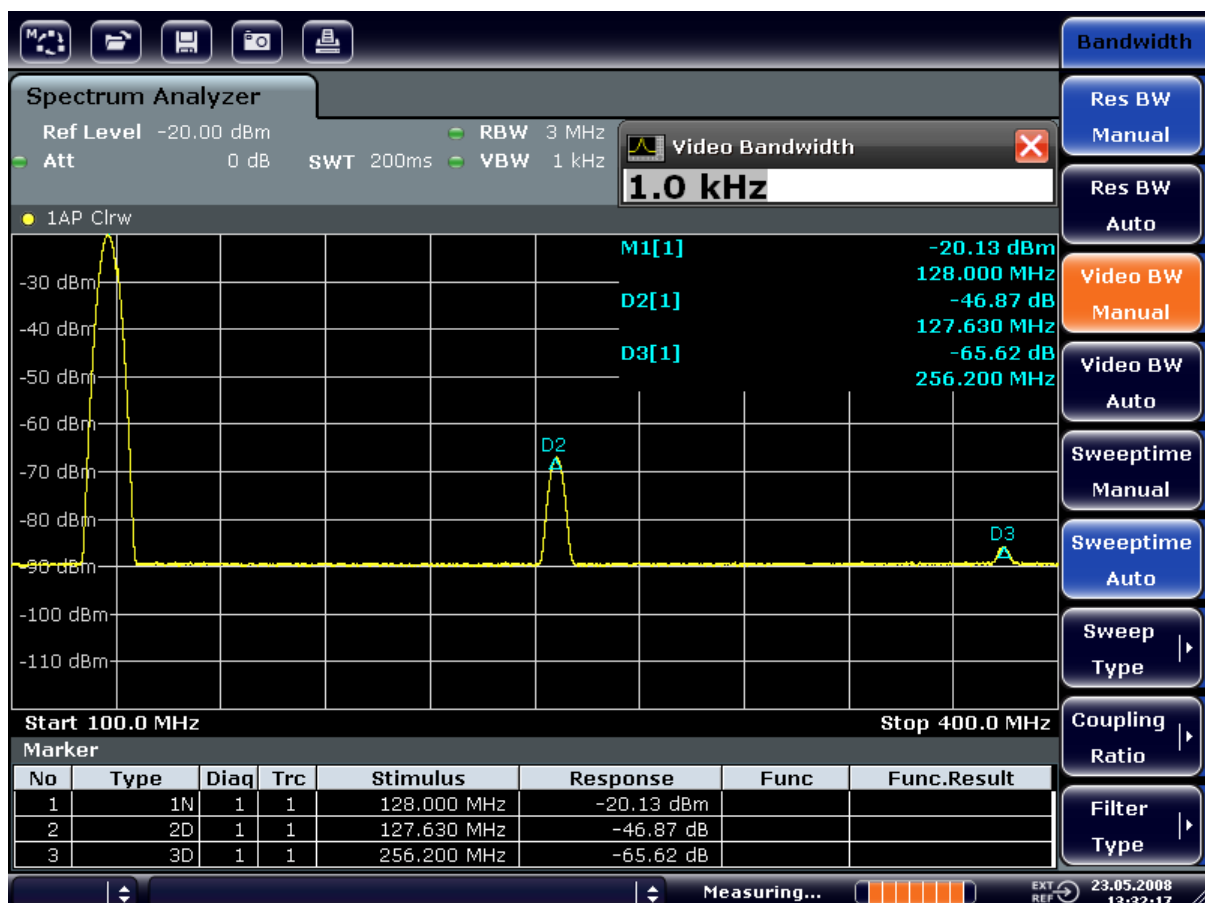 Bandwidth
Spectrum Analyzer
Ref Level -20.00 dBm RBW 3 MHz
Att 0 dB SWT 200ms VBW 1 kHz
Video Bandwidth
1.0 kHz
1AP Clrw
M1[1] -20.13 dBm
128.000 MHz
D2[1] -46.87 dB
127.630 MHz
D3[1] -65.62 dB
256.200 MHz
-30 dBm
-40 dBm
-50 dBm
-60 dBm
-70 dBm
-80 dBm
-90 dBm
-100 dBm
-110 dBm
D2
D3
Start 100.0 MHz Stop 400.0 MHz
Marker
No Type Diaq Trc Stimulus Response Func Func.Result
1 1N 1 1 128.000 MHz -20.13 dBm
2 2D 1 1 127.630 MHz -46.87 dB
3 3D 1 1 256.200 MHz -65.62 dB
Measuring...
EXT
REF
23.05.2008
13:32:17
Res BW
Manual
Res BW
Auto
Video BW
Manual
Video BW
Auto
Sweeptime
Manual
Sweeptime
Auto
Sweep
Type
Coupling
Ratio
Filter
Type
M